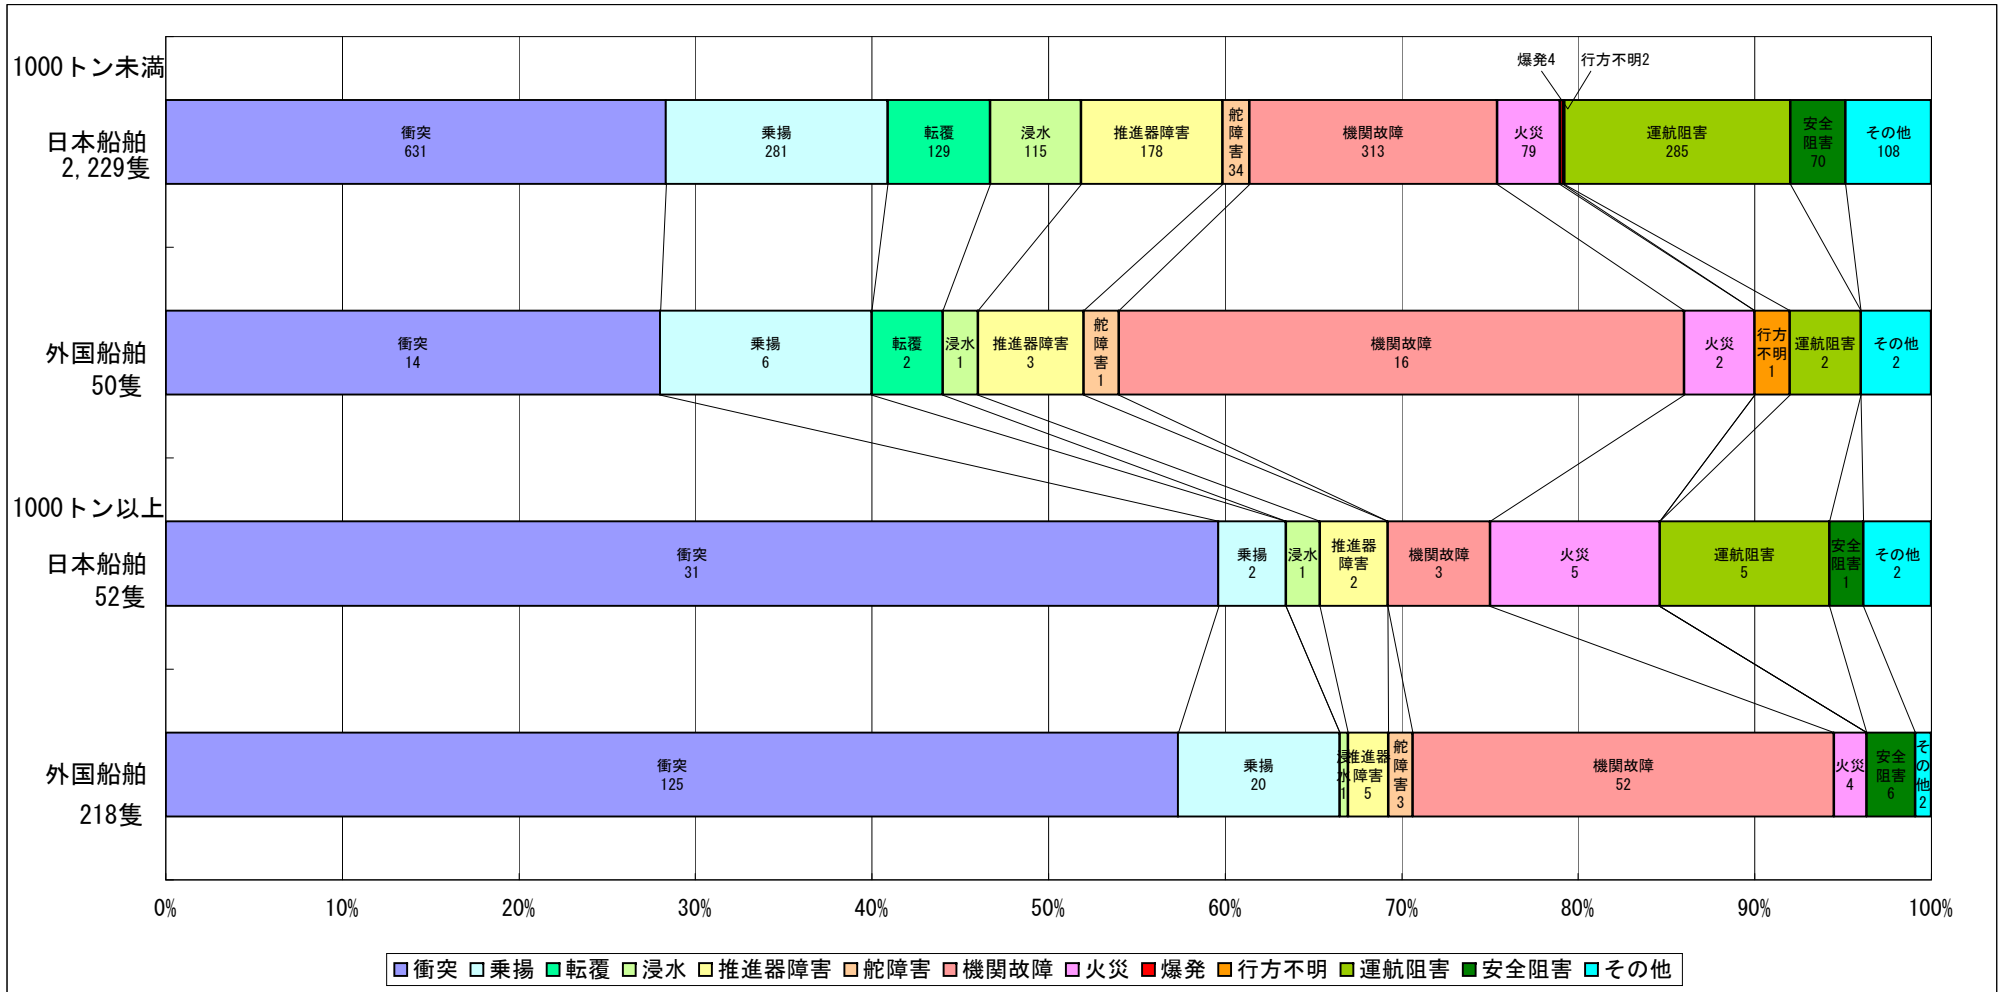 1000トン未満
爆発4 行方不明2
日本船舶
2,229隻
衝突
631
乗揚
281
転覆
129
浸水
115
推進器障害
178
舵
障
害
34
機関故障
313
火災
79
運航阻害
285
安全
阻害
70
その他
108
外国船舶
50隻
衝突
14
乗揚
6
転覆
2
浸水
1
推進器障害
3
舵
障
害
1
機関故障
16
火災
2
行方
不明
1
運航阻害
2
その他
2
1000トン以上
日本船舶
52隻
衝突
31
乗揚
2
浸水
1
推進器
障害
2
機関故障
3
火災
5
運航阻害
5
安全
阻害
1
その他
2
外国船舶
218隻
衝突
125
乗揚
20
浸
水
1
推進器
障害
5
舵
障
害
3
機関故障
52
火災
4
安全
阻害
6
そ
の
他
2
0% 10% 20% 30% 40% 50% 60% 70% 80% 90% 100%
衝突 乗揚 転覆 浸水 推進器障害 舵障害 機関故障 火災 爆発 行方不明 運航阻害 安全阻害 その他